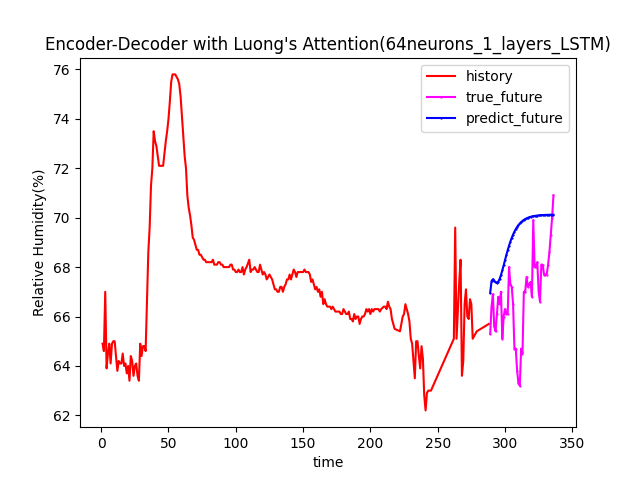 Encoder-Decoder with Luong's Attention(64neurons_1_layers_LSTM)
history
true_future
predict_future
Relative Humidity(%)
76
74
72
70
68
66
64
62
0 50 100 150 200 250 300 350
time